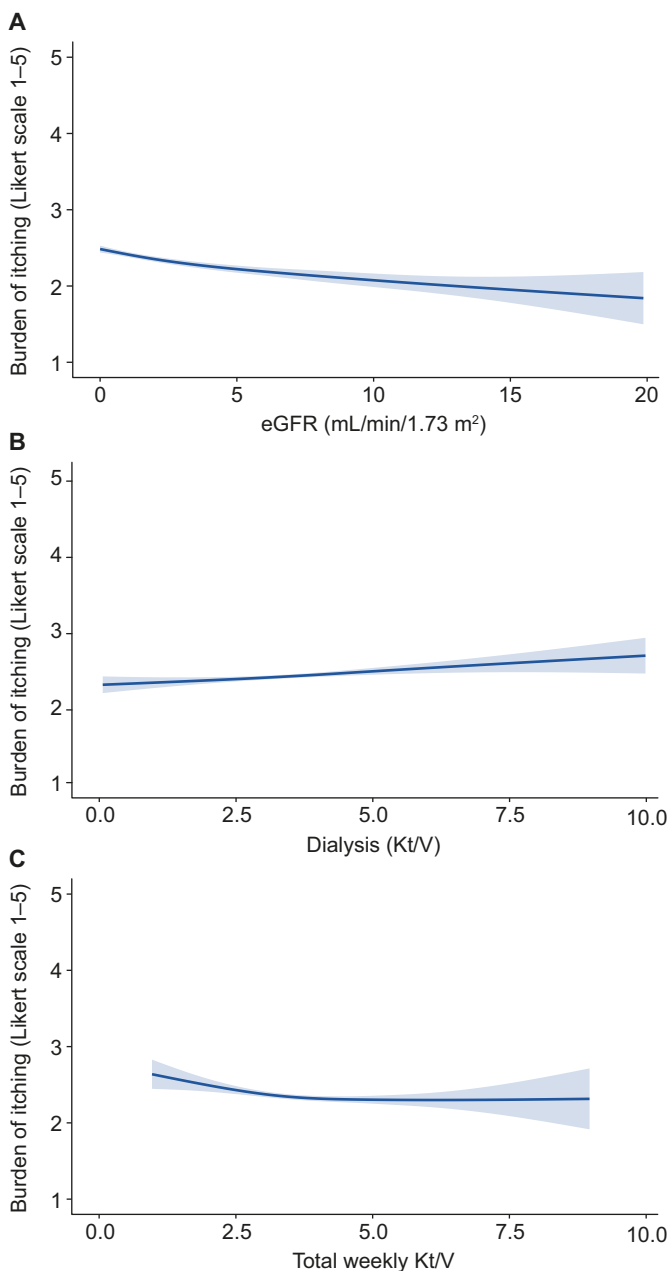 A
Burden of itching (Likert scale 1–5)
5
4
3
2
1
0 5 10 15 20
eGFR (mL/min/1.73 m²)
B
Burden of itching (Likert scale 1–5)
5
4
3
2
1
0.0 2.5 5.0 7.5 10.0
Dialysis (Kt/V)
C
Burden of itching (Likert scale 1–5)
5
4
3
2
1
0.0 2.5 5.0 7.5 10.0
Total weekly Kt/V